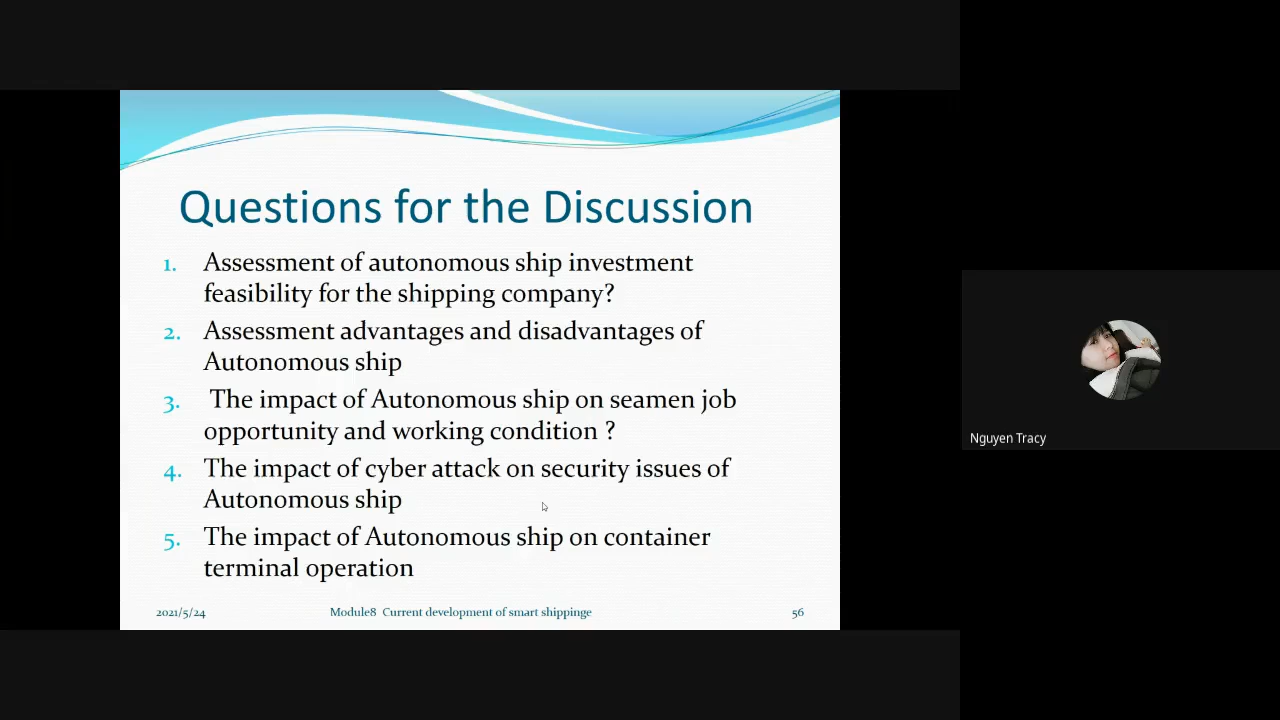 Questions for the Discussion
1. Assessment of autonomous ship investment
feasibility for the shipping company?
2. Assessment advantages and disadvantages of
Autonomous ship
3. The impact of Autonomous ship on seamen job
opportunity and working condition ?
4. The impact of cyber attack on security issues of
Autonomous ship
5. The impact of Autonomous ship on container
terminal operation
2021/5/24 Module8 Current development of smart shippinge 56
Nguyen Tracy